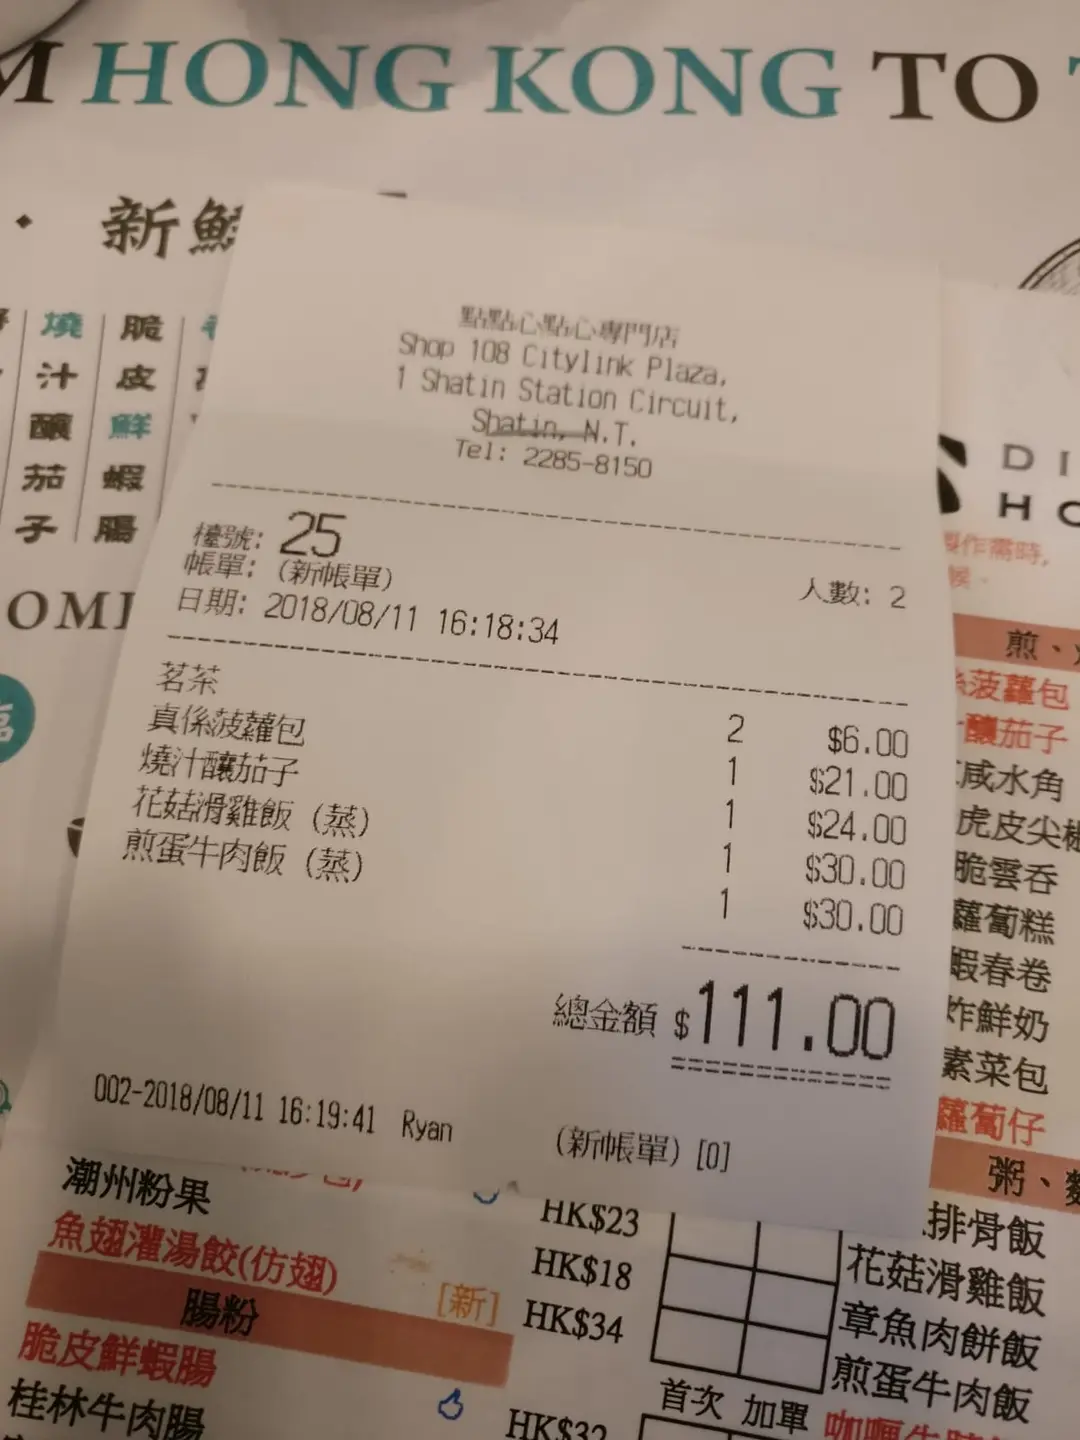 HONG KONG TO
新鮮
燒汁釀茄子
脆皮鮮蝦腸
點點心點心專門店
Shop 108 Citylink Plaza,
1 Shatin Station Circuit,
Shatin, N.T.
Tel: 2285-8150
檯號: 25
帳單: (新帳單) 人數: 2
日期: 2018/08/11 16:18:34
茗茶 2 $6.00
真係菠蘿包 1 $21.00
燒汁釀茄子 1 $24.00
花菇滑雞飯 (蒸) 1 $30.00
煎蛋牛肉飯 (蒸) 1 $30.00
總金額 $111.00
002-2018/08/11 16:19:41 Ryan
(新帳單) [0]
DI
HO
製作需時,
候。
煎、
菠蘿包
釀茄子
咸水角
虎皮尖椒
脆雲吞
蘿蔔糕
蝦春卷
炸鮮奶
素菜包
蘿蔔仔
粥、
排骨飯
花菇滑雞飯
章魚肉餅飯
煎蛋牛肉飯
潮州粉果 HK$23
魚翅灌湯餃(仿翅) HK$18
腸粉 [新] HK$34
脆皮鮮蝦腸
首次 加單
桂林牛肉腸 HK$32